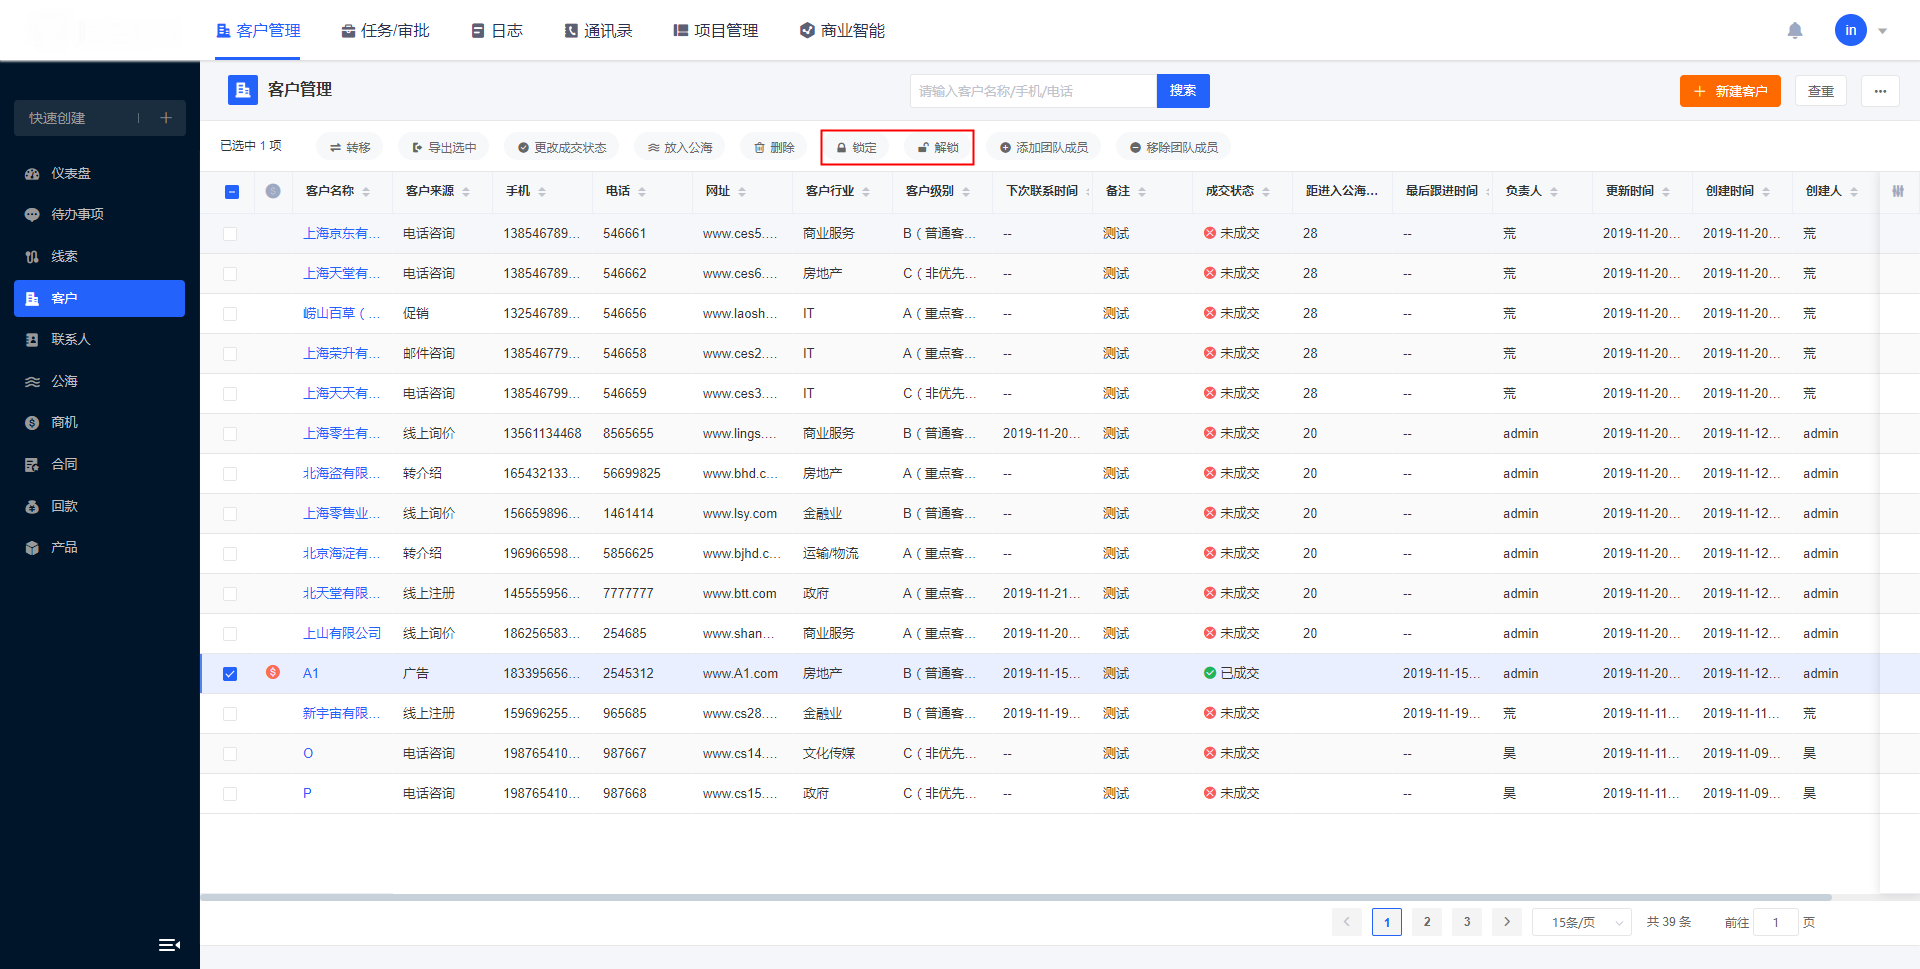 客户管理 任务/审批 日志 通讯录 项目管理 商业智能 in
客户管理 请输入客户名称/手机/电话 搜索 新建客户 查重
快速创建
仪表盘
待办事项
线索
客户
联系人
公海
商机
合同
回款
产品
已选中 1 项 转移 导出选中 更改成交状态 放入公海 删除 锁定 解锁 添加团队成员 移除团队成员
客户名称 客户来源 手机 电话 网址 客户行业 客户级别 下次联系时间 备注 成交状态 距进入公海... 最后跟进时间 负责人 更新时间 创建时间 创建人
上海京东有... 电话咨询 138546789... 546661 www.ces5.... 商业服务 B（普通客... -- 测试 未成交 28 -- 荒 2019-11-20... 2019-11-20... 荒
上海天堂有... 电话咨询 138546789... 546662 www.ces6.... 房地产 C（非优先... -- 测试 未成交 28 -- 荒 2019-11-20... 2019-11-20... 荒
崂山百草（... 促销 132546789... 546656 www.laosh... IT A（重点客... -- 测试 未成交 28 -- 荒 2019-11-20... 2019-11-20... 荒
上海荣升有... 邮件咨询 138546779... 546658 www.ces2.... IT A（重点客... -- 测试 未成交 28 -- 荒 2019-11-20... 2019-11-20... 荒
上海天天有... 电话咨询 138546799... 546659 www.ces3.... IT C（非优先... -- 测试 未成交 28 -- 荒 2019-11-20... 2019-11-20... 荒
上海零生有... 线上询价 13561134468 8565655 www.lings.... 商业服务 B（普通客... 2019-11-20... 测试 未成交 20 -- admin 2019-11-20... 2019-11-12... admin
北海盗有限... 转介绍 165432133... 56699825 www.bhd.c... 房地产 A（重点客... -- 测试 未成交 20 -- admin 2019-11-20... 2019-11-12... admin
上海零售业... 线上询价 156659896... 1461414 www.lsy.com 金融业 B（普通客... -- 测试 未成交 20 -- admin 2019-11-20... 2019-11-12... admin
北京海淀有... 转介绍 196966598... 5856625 www.bjhd.c... 运输/物流 A（重点客... -- 测试 未成交 20 -- admin 2019-11-20... 2019-11-12... admin
北天堂有限... 线上注册 145555956... 7777777 www.btt.com 政府 A（重点客... 2019-11-21... 测试 未成交 20 -- admin 2019-11-20... 2019-11-12... admin
上山有限公司 线上询价 186256583... 254685 www.shan... 商业服务 A（重点客... 2019-11-20... 测试 未成交 20 -- admin 2019-11-20... 2019-11-12... admin
A1 广告 183395656... 2545312 www.A1.com 房地产 B（普通客... 2019-11-15... 测试 已成交 2019-11-15... admin 2019-11-20... 2019-11-12... admin
新宇宙有限... 线上注册 159696255... 965685 www.cs28.... 金融业 B（普通客... 2019-11-19... 测试 未成交 2019-11-19... 荒 2019-11-11... 2019-11-11... 荒
O 电话咨询 198765410... 987667 www.cs14.... 文化传媒 C（非优先... -- 测试 未成交 -- 昊 2019-11-11... 2019-11-09... 昊
P 电话咨询 198765410... 987668 www.cs15.... 政府 C（非优先... -- 测试 未成交 -- 昊 2019-11-11... 2019-11-09... 昊
1 2 3 15条/页 共 39 条 前往 1 页